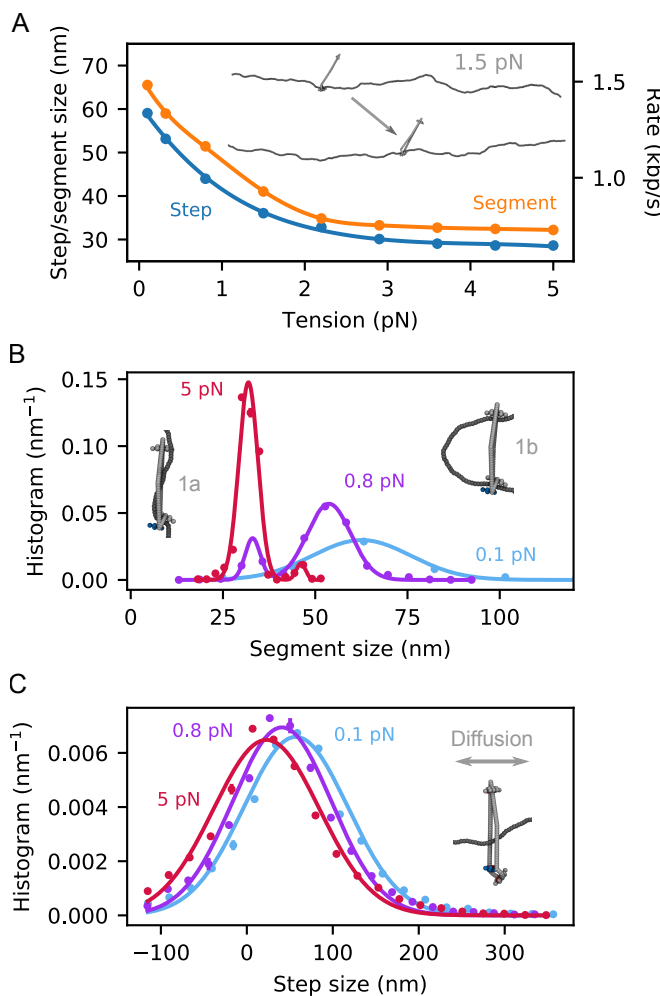 A
Step/segment size (nm)
70
60
50
40
30
1.5 pN
1.5
1.0
Rate (kbp/s)
Step
Segment
0 1 2 3 4 5
Tension (pN)
B
Histogram (nm⁻¹)
0.15
0.10
0.05
0.00
5 pN
1a
0.8 pN
1b
0.1 pN
0 25 50 75 100
Segment size (nm)
C
Histogram (nm⁻¹)
0.006
0.004
0.002
0.000
0.8 pN
0.1 pN
5 pN
Diffusion
−100 0 100 200 300
Step size (nm)